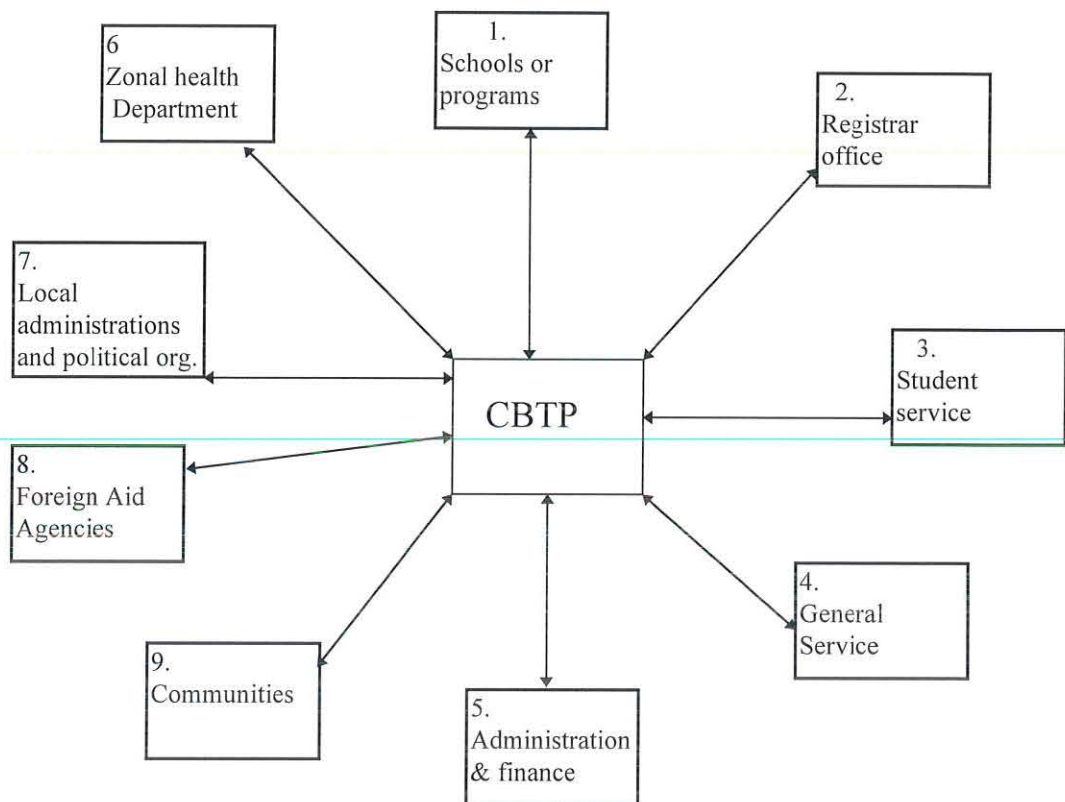 6
Zonal health
Department
1.
Schools or
programs
2.
Registrar
office
7.
Local
administrations
and political org.
3.
Student
service
CBTP
8.
Foreign Aid
Agencies
4.
General
Service
9.
Communities
5.
Administration
& finance